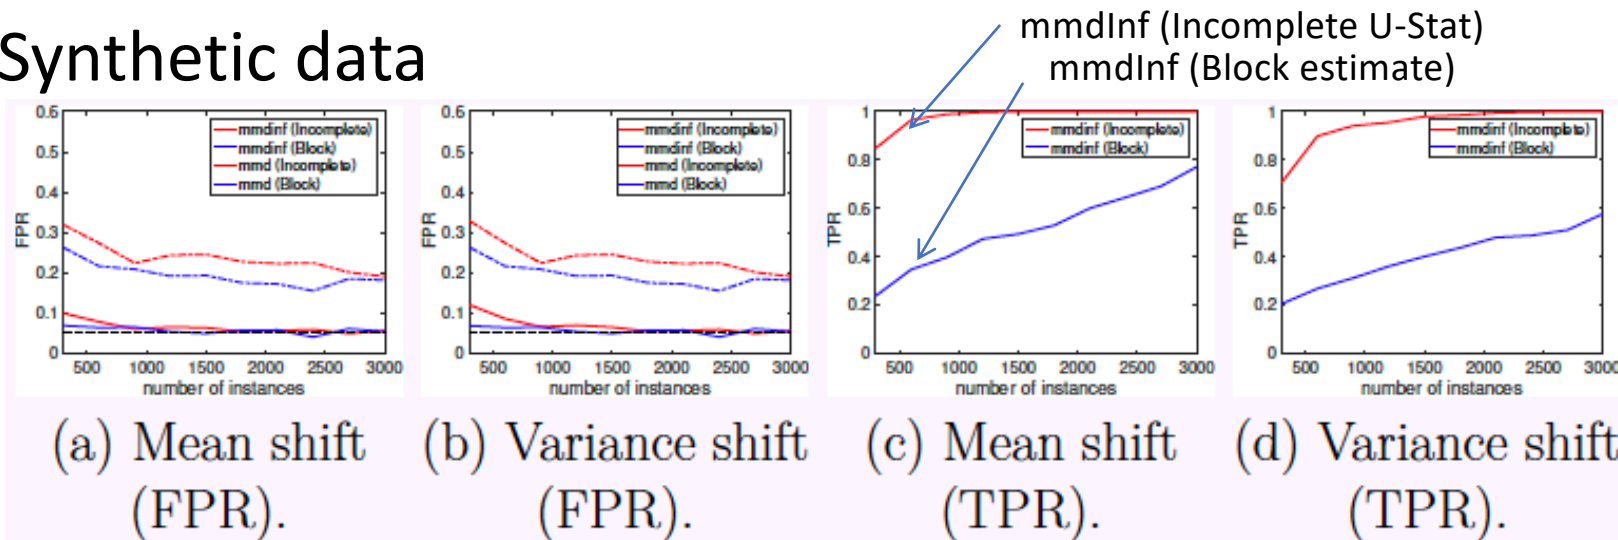 mmdInf (Incomplete U-Stat)
Synthetic data
mmdInf (Block estimate)
0.6
0.5
0.4
0.3
0.2
0.1
0
FPR
mmdinf (Incomplete)
mmdinf (Block)
mmd (Incomplete)
mmd (Block)
500 1000 1500 2000 2500 3000
number of instances
0.6
0.5
0.4
0.3
0.2
0.1
0
FPR
mmdinf (Incomplete)
mmdinf (Block)
mmd (Incomplete)
mmd (Block)
500 1000 1500 2000 2500 3000
number of instances
1
0.8
0.6
0.4
0.2
0
TPR
mmdinf (Incomplete)
mmdinf (Block)
500 1000 1500 2000 2500 3000
number of instances
1
0.8
0.6
0.4
0.2
0
TPR
mmdinf (Incomplete)
mmdinf (Block)
500 1000 1500 2000 2500 3000
number of instances
(a) Mean shift
(FPR).
(b) Variance shift
(FPR).
(c) Mean shift
(TPR).
(d) Variance shift
(TPR).